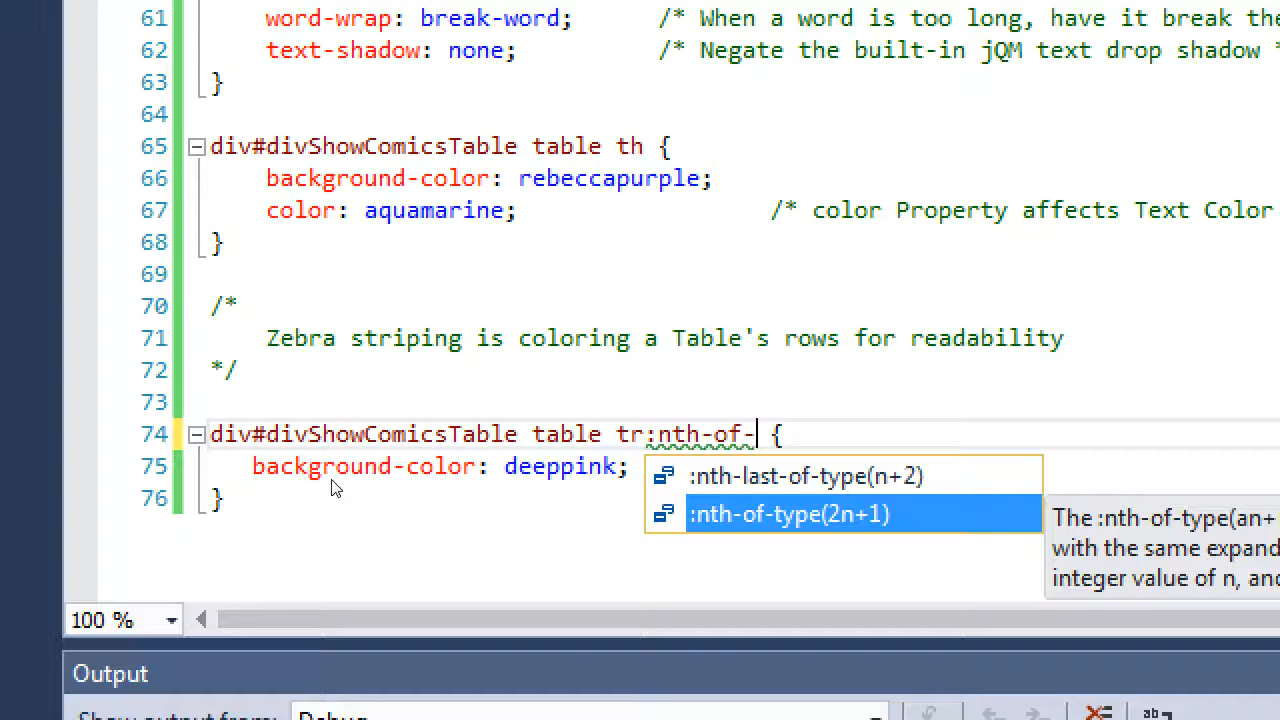 61 word-wrap: break-word; /* When a word is too long, have it break the
62 text-shadow: none; /* Negate the built-in jQM text drop shadow *
63 }
64
65 div#divShowComicsTable table th {
66 background-color: rebeccapurple;
67 color: aquamarine; /* color Property affects Text Color
68 }
69
70 /*
71 Zebra striping is coloring a Table's rows for readability
72 */
73
74 div#divShowComicsTable table tr:nth-of- {
75 background-color: deeppink;
76 }
:nth-last-of-type(n+2)
:nth-of-type(2n+1)
The :nth-of-type(an+
with the same expand
integer value of n, and
100 %
Output
Show output from: Debug